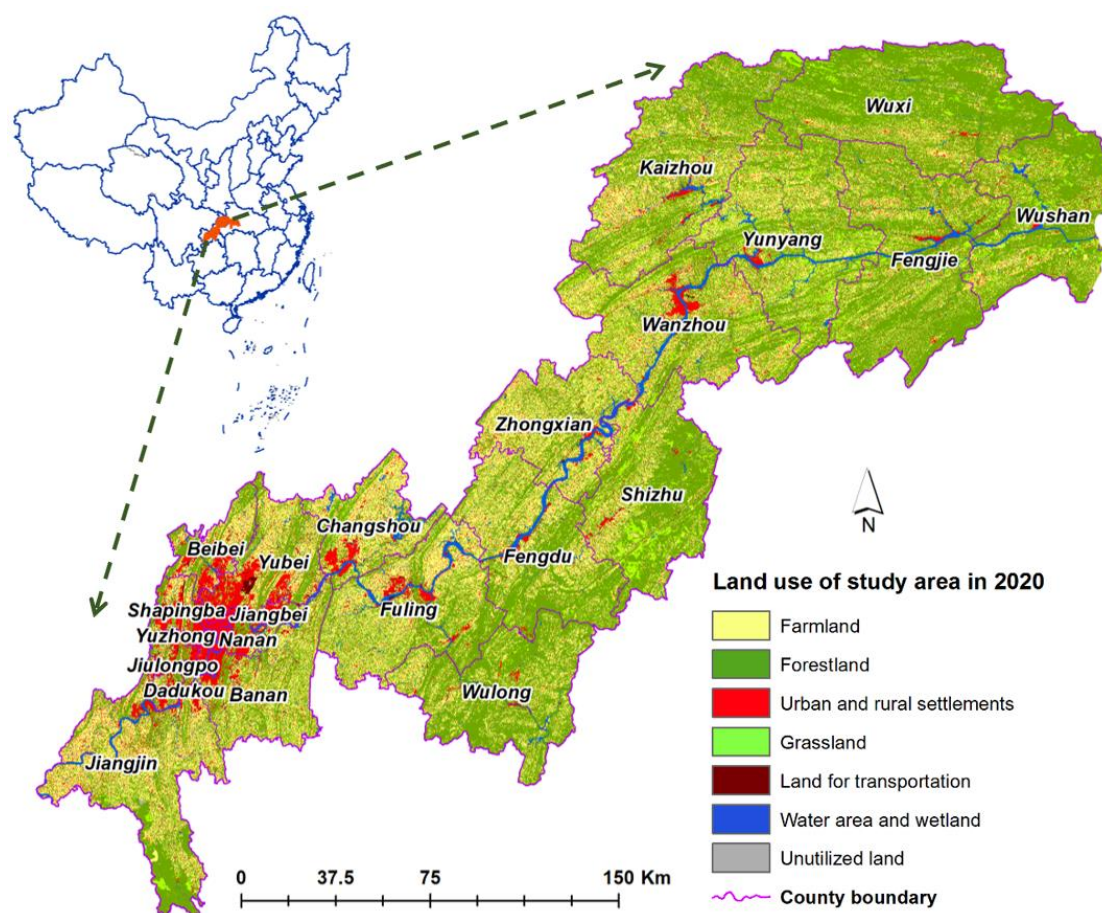 Wuxi
Kaizhou
Wushan
Yunyang
Fengjie
Wanzhou
Zhongxian
Shizhu
Changshou
Beibei
Yubei
Fengdu
Shapingba
Jiangbei
Fuling
Yuzhong
Nanan
Jiulongpo
Dadukou
Banan
Wulong
Jiangjin
N
Land use of study area in 2020
Farmland
Forestland
Urban and rural settlements
Grassland
Land for transportation
Water area and wetland
Unutilized land
County boundary
0 37.5 75 150 Km